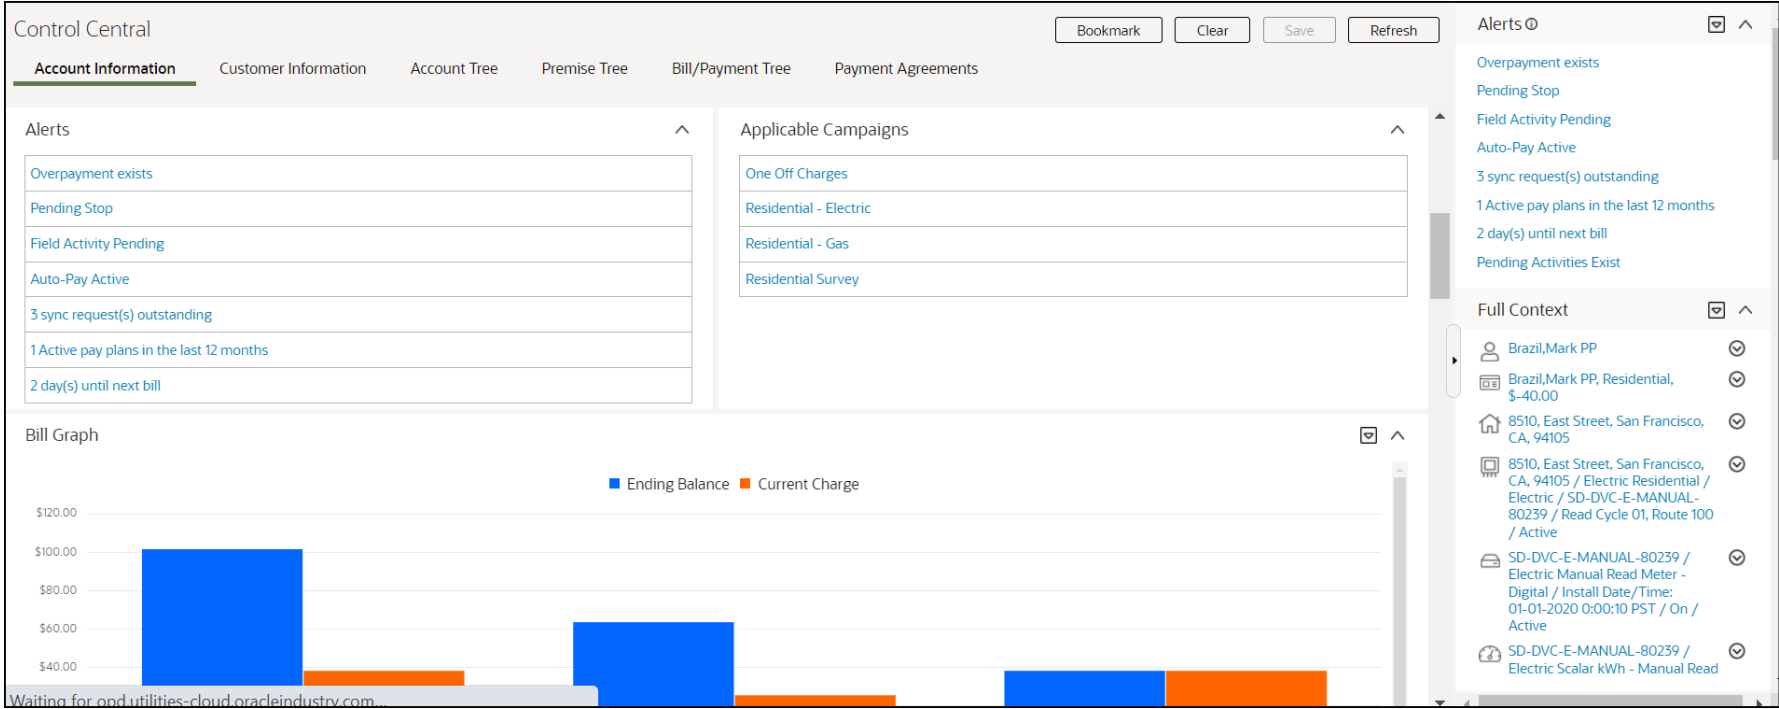 Control Central
Bookmark Clear Save Refresh
Account Information Customer Information Account Tree Premise Tree Bill/Payment Tree Payment Agreements
Alerts
Overpayment exists
Pending Stop
Field Activity Pending
Auto-Pay Active
3 sync request(s) outstanding
1 Active pay plans in the last 12 months
2 day(s) until next bill
Applicable Campaigns
One Off Charges
Residential - Electric
Residential - Gas
Residential Survey
Bill Graph
Ending Balance Current Charge
$120.00
$100.00
$80.00
$60.00
$40.00
Waiting for opd.utilities-cloud.oracleindustry.com...
Alerts
Overpayment exists
Pending Stop
Field Activity Pending
Auto-Pay Active
3 sync request(s) outstanding
1 Active pay plans in the last 12 months
2 day(s) until next bill
Pending Activities Exist
Full Context
Brazil,Mark PP
Brazil,Mark PP, Residential,
$-40.00
8510, East Street, San Francisco,
CA, 94105
8510, East Street, San Francisco,
CA, 94105 / Electric Residential /
Electric / SD-DVC-E-MANUAL-
80239 / Read Cycle 01, Route 100
/ Active
SD-DVC-E-MANUAL-80239 /
Electric Manual Read Meter -
Digital / Install Date/Time:
01-01-2020 0:00:10 PST / On /
Active
SD-DVC-E-MANUAL-80239 /
Electric Scalar kWh - Manual Read